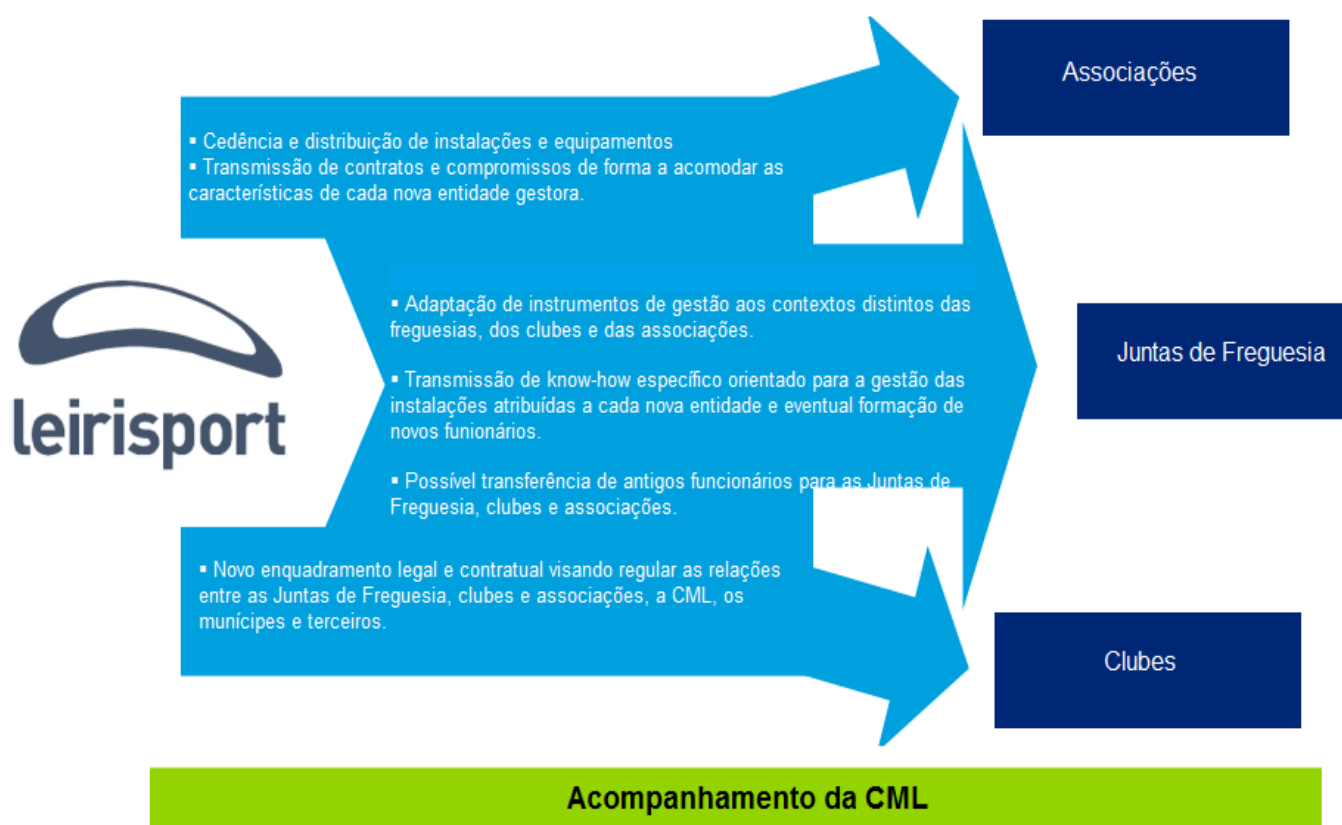 Associações
▪ Cedência e distribuição de instalações e equipamentos
▪ Transmissão de contratos e compromissos de forma a acomodar as
características de cada nova entidade gestora.
leirisport
▪ Adaptação de instrumentos de gestão aos contextos distintos das
freguesias, dos clubes e das associações.
▪ Transmissão de know-how específico orientado para a gestão das
instalações atribuídas a cada nova entidade e eventual formação de
novos funionários.
▪ Possível transferência de antigos funcionários para as Juntas de
Freguesia, clubes e associações.
Juntas de Freguesia
▪ Novo enquadramento legal e contratual visando regular as relações
entre as Juntas de Freguesia, clubes e associações, a CML, os
munícipes e terceiros.
Clubes
Acompanhamento da CML